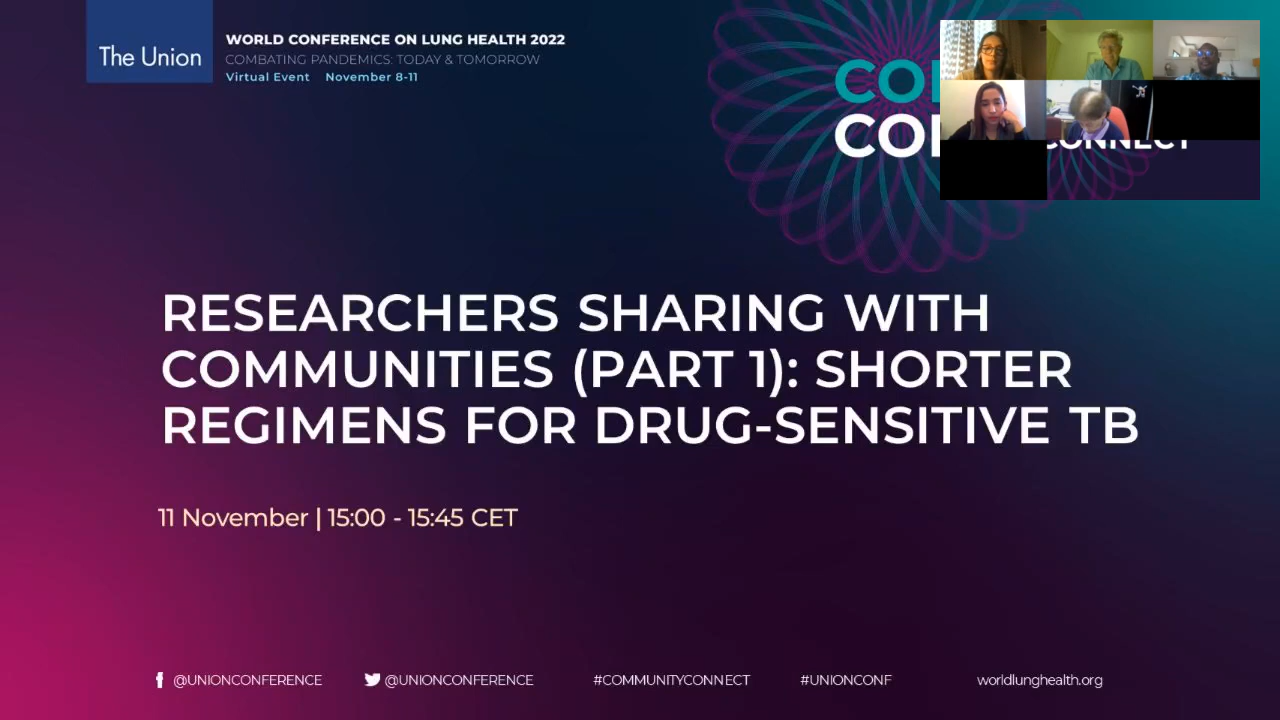 The Union
WORLD CONFERENCE ON LUNG HEALTH 2022
COMBATING PANDEMICS: TODAY & TOMORROW
Virtual Event November 8-11
CONNECT
RESEARCHERS SHARING WITH
COMMUNITIES (PART 1): SHORTER
REGIMENS FOR DRUG-SENSITIVE TB
11 November | 15:00 - 15:45 CET
@UNIONCONFERENCE
@UNIONCONFERENCE
#COMMUNITYCONNECT
#UNIONCONF
worldlunghealth.org